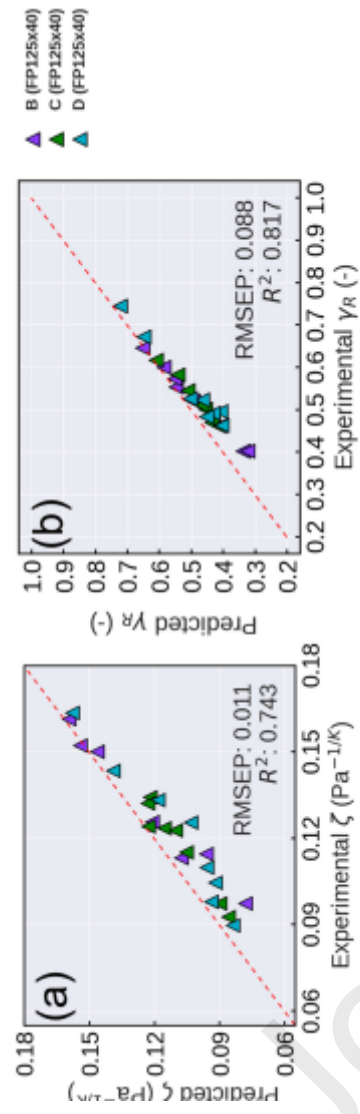 (a)
Predicted ζ (Pa⁻¹/ᴷ)
0.18
0.15
0.12
0.09
0.06
RMSEP: 0.011
R²: 0.743
0.06
0.09
0.12
0.15
0.18
Experimental ζ (Pa⁻¹/ᴷ)
(b)
Predicted γ_R (-)
1.0
0.9
0.8
0.7
0.6
0.5
0.4
0.3
0.2
RMSEP: 0.088
R²: 0.817
0.2 0.3 0.4 0.5 0.6 0.7 0.8 0.9 1.0
Experimental γ_R (-)
B (FP125x40)
C (FP125x40)
D (FP125x40)